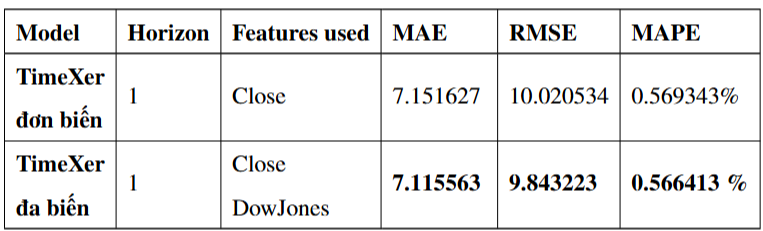 Model Horizon Features used MAE RMSE MAPE
TimeXer
đơn biến
1 Close 7.151627 10.020534 0.569343%
TimeXer
đa biến
1 Close
DowJones
7.115563 9.843223 0.566413 %